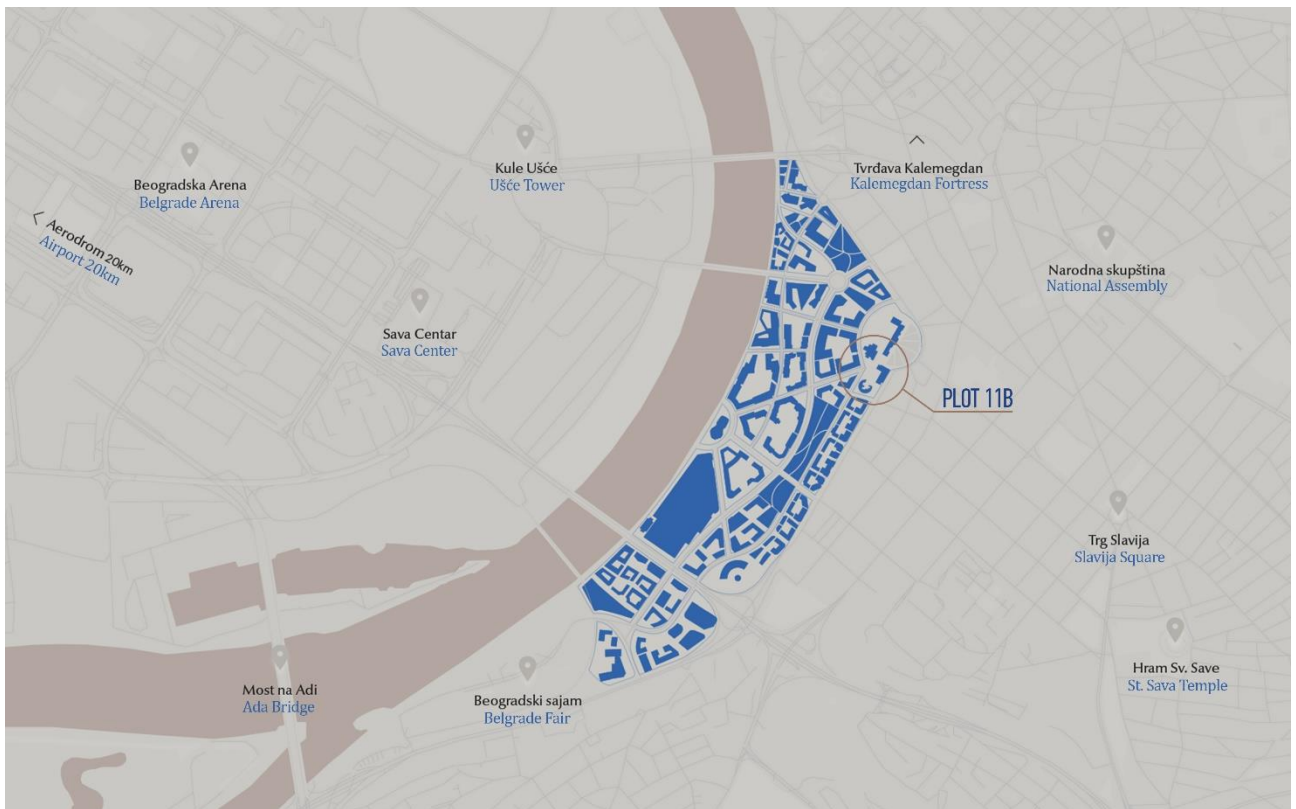 Kule Ušće
Ušće Tower
Tvrđava Kalemegdan
Kalemegdan Fortress
Beogradska Arena
Belgrade Arena
Aerodrom 20km
Airport 20km
Narodna skupština
National Assembly
Sava Centar
Sava Center
PLOT 11B
Trg Slavija
Slavija Square
Hram Sv. Save
St. Sava Temple
Most na Adi
Ada Bridge
Beogradski sajam
Belgrade Fair